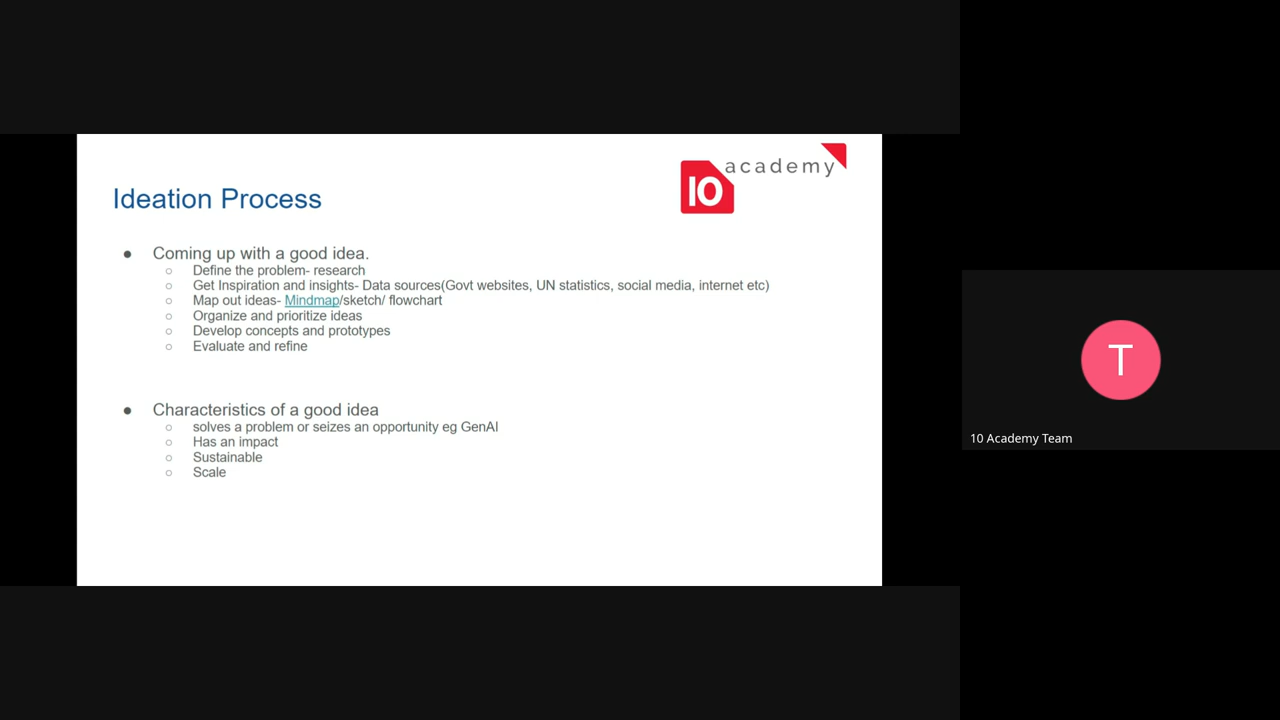 10 academy
Ideation Process
● Coming up with a good idea.
○ Define the problem- research
○ Get Inspiration and insights- Data sources(Govt websites, UN statistics, social media, internet etc)
○ Map out ideas- Mindmap/sketch/ flowchart
○ Organize and prioritize ideas
○ Develop concepts and prototypes
○ Evaluate and refine
● Characteristics of a good idea
○ solves a problem or seizes an opportunity eg GenAI
○ Has an impact
○ Sustainable
○ Scale
T
10 Academy Team